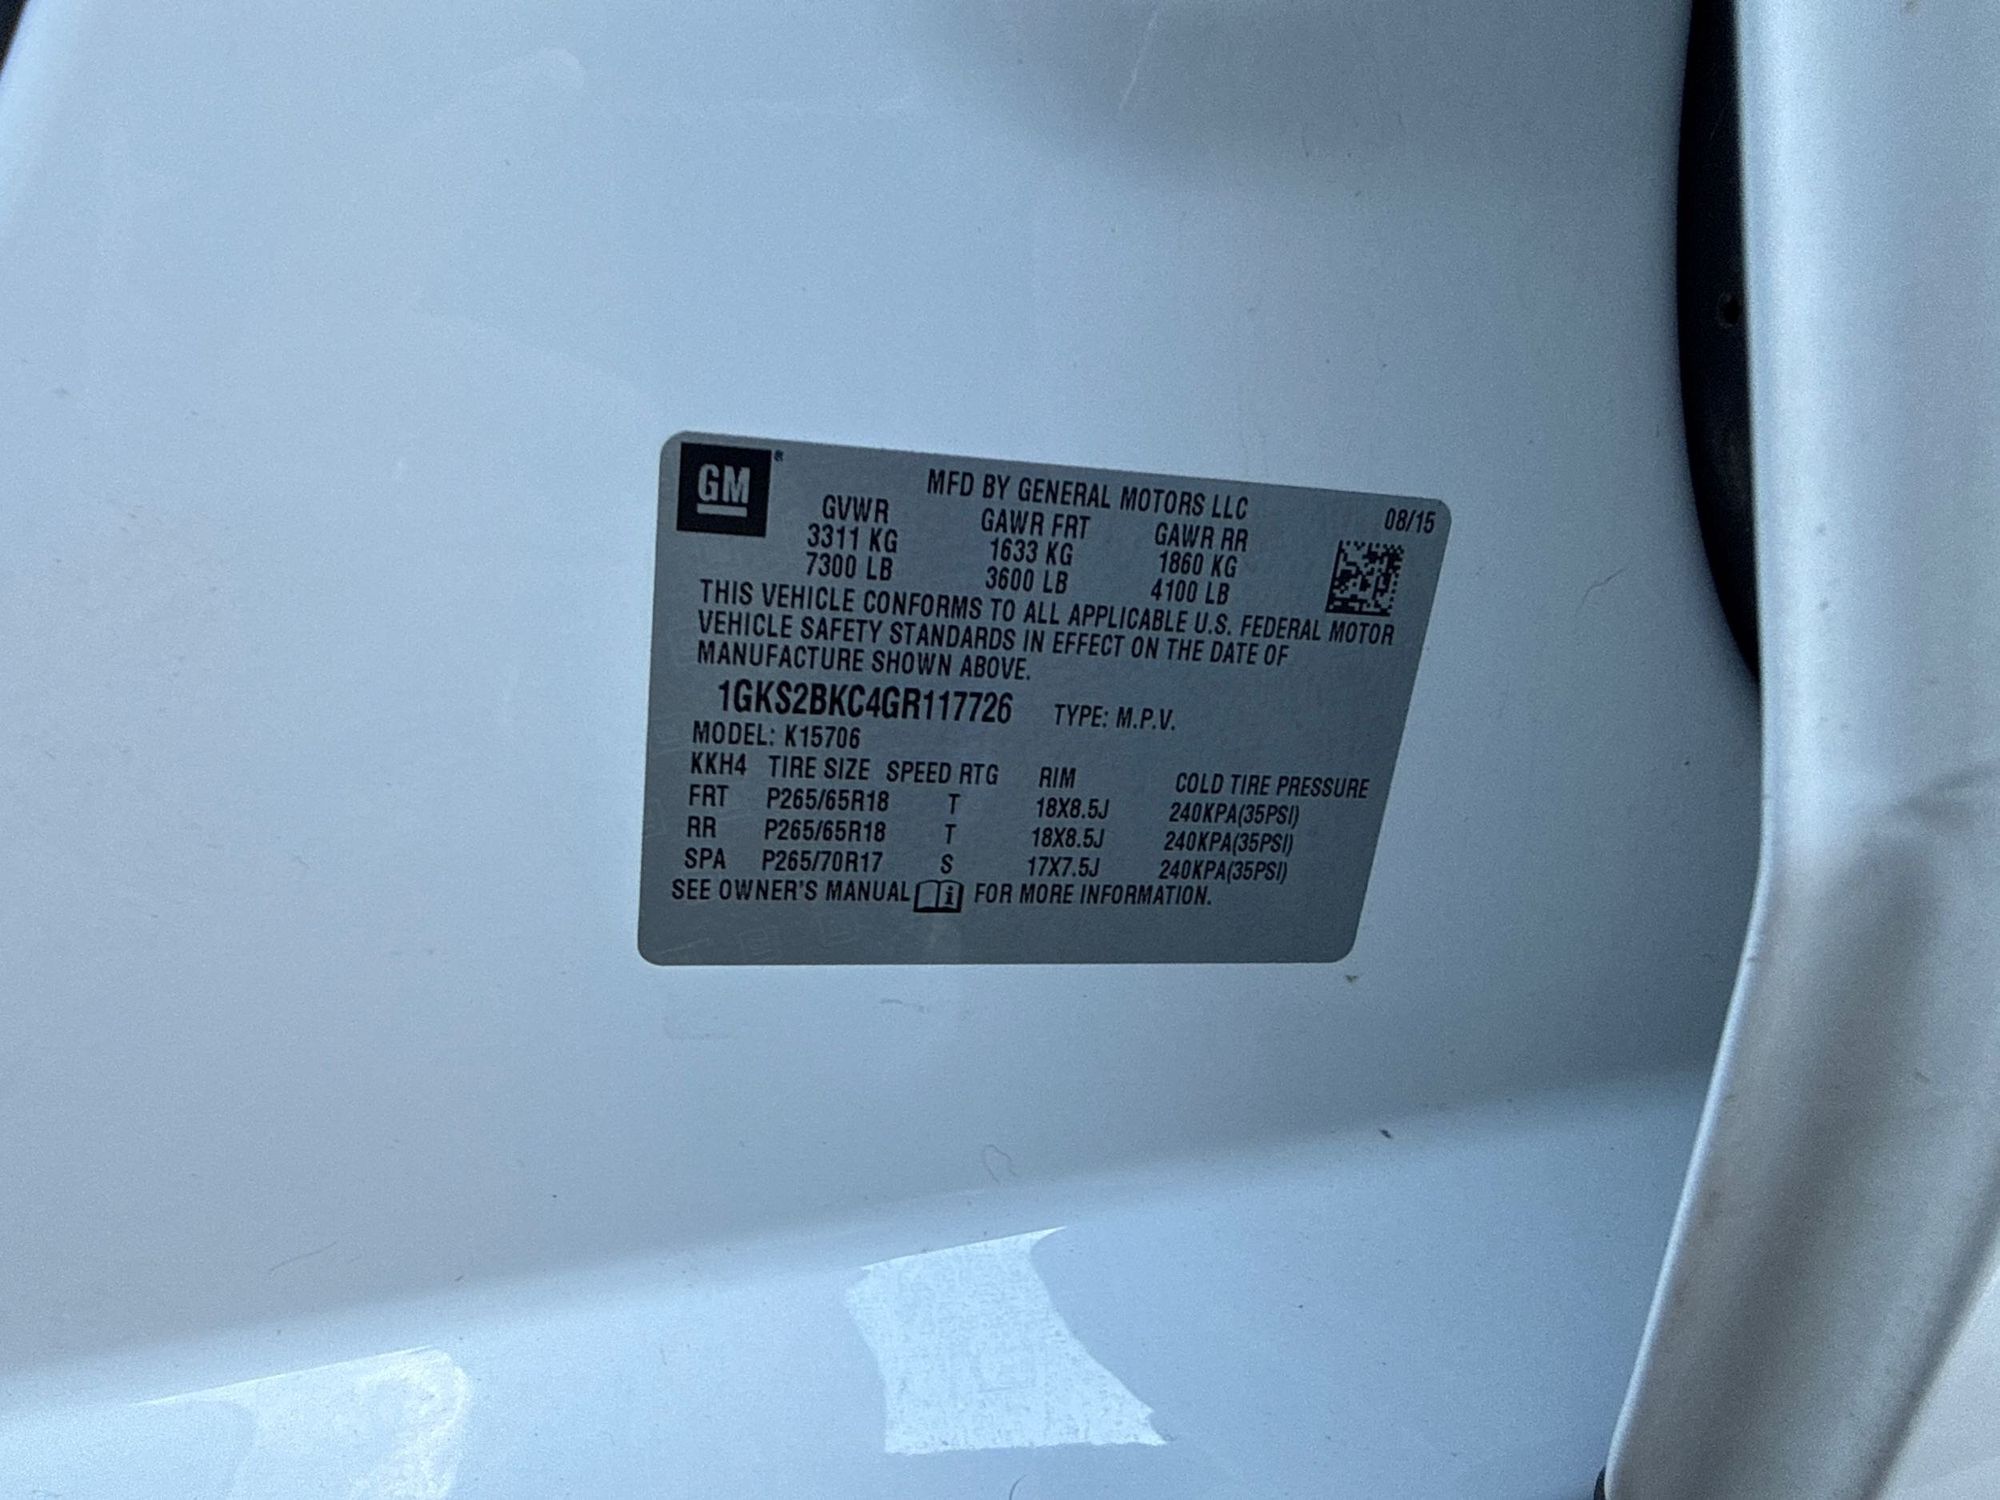 GM ®
MFD BY GENERAL MOTORS LLC 08/15
GVWR GAWR FRT GAWR RR
3311 KG 1633 KG 1860 KG
7300 LB 3600 LB 4100 LB
THIS VEHICLE CONFORMS TO ALL APPLICABLE U.S. FEDERAL MOTOR
VEHICLE SAFETY STANDARDS IN EFFECT ON THE DATE OF
MANUFACTURE SHOWN ABOVE.
1GKS2BKC4GR117726 TYPE: M.P.V.
MODEL: K15706
KKH4 TIRE SIZE SPEED RTG RIM COLD TIRE PRESSURE
FRT P265/65R18 T 18X8.5J 240KPA(35PSI)
RR P265/65R18 T 18X8.5J 240KPA(35PSI)
SPA P265/70R17 S 17X7.5J 240KPA(35PSI)
SEE OWNER'S MANUAL i FOR MORE INFORMATION.